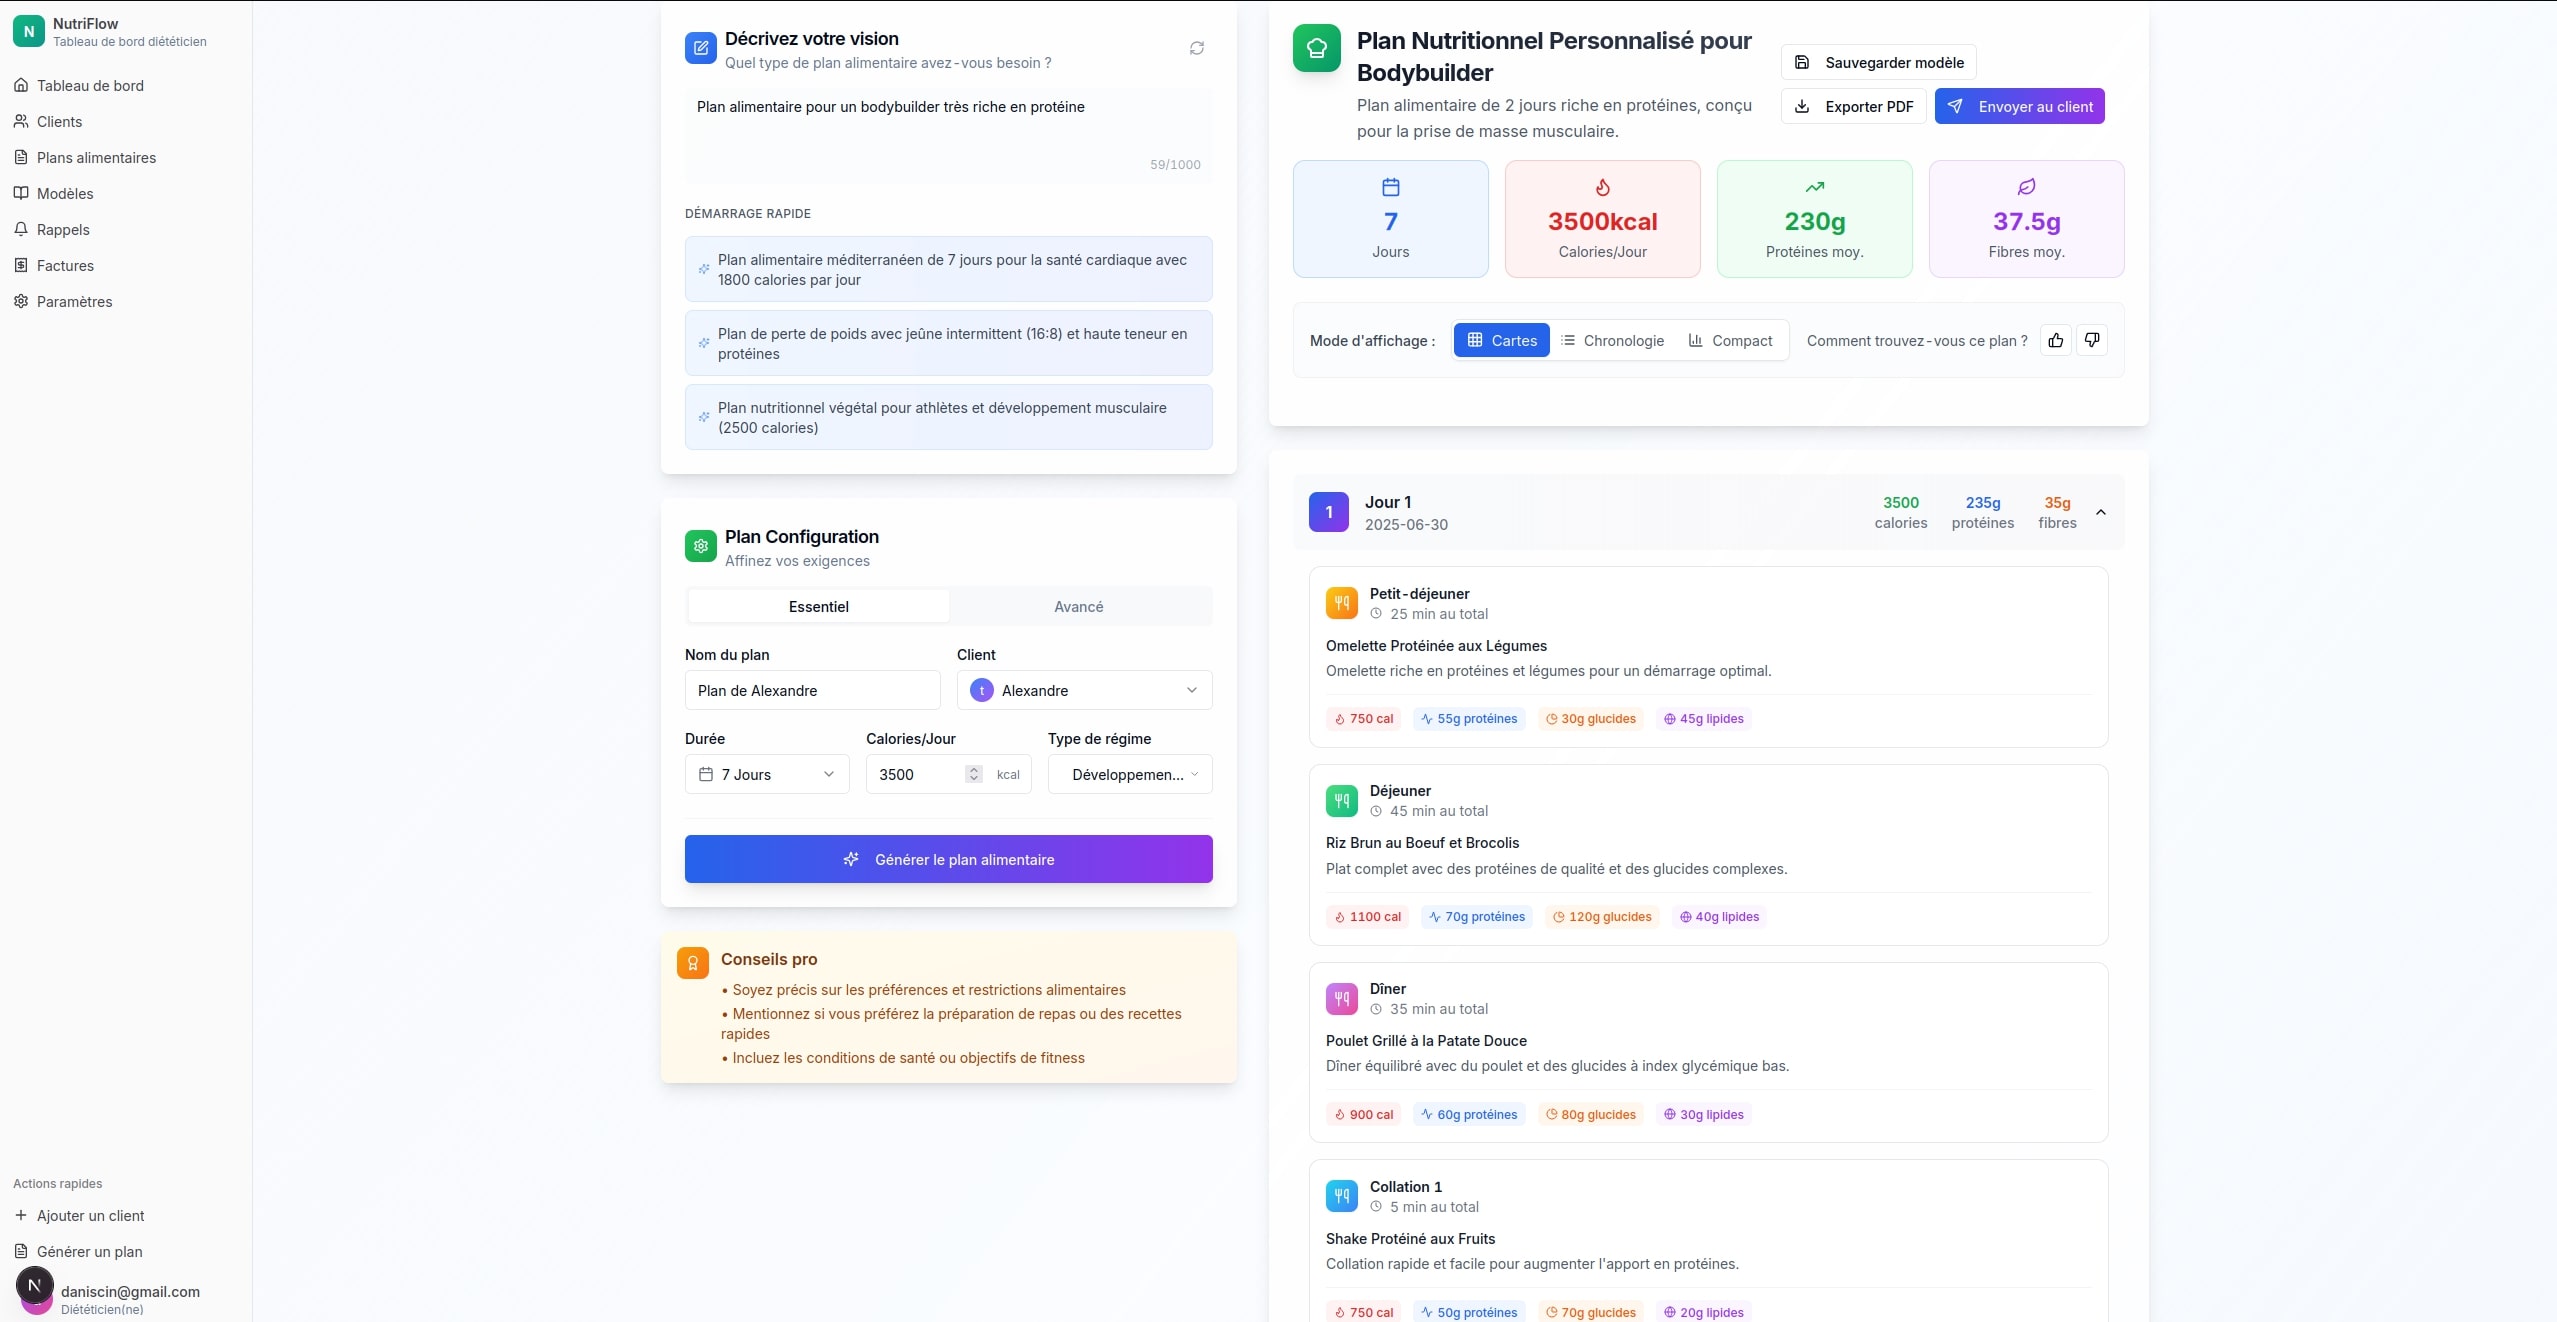 N
NutriFlow
Tableau de bord diététicien
Tableau de bord
Clients
Plans alimentaires
Modèles
Rappels
Factures
Paramètres
Actions rapides
Ajouter un client
Générer un plan
N
daniscin@gmail.com
Diététicien(ne)
Décrivez votre vision
Quel type de plan alimentaire avez-vous besoin ?
Plan alimentaire pour un bodybuilder très riche en protéine
59/1000
DÉMARRAGE RAPIDE
Plan alimentaire méditerranéen de 7 jours pour la santé cardiaque avec
1800 calories par jour
Plan de perte de poids avec jeûne intermittent (16:8) et haute teneur en
protéines
Plan nutritionnel végétal pour athlètes et développement musculaire
(2500 calories)
Plan Configuration
Affinez vos exigences
Essentiel
Avancé
Nom du plan
Client
Plan de Alexandre
t Alexandre
Durée
Calories/Jour
Type de régime
7 Jours
3500 kcal
Développemen...
Générer le plan alimentaire
Conseils pro
• Soyez précis sur les préférences et restrictions alimentaires
• Mentionnez si vous préférez la préparation de repas ou des recettes
rapides
• Incluez les conditions de santé ou objectifs de fitness
Plan Nutritionnel Personnalisé pour
Bodybuilder
Plan alimentaire de 2 jours riche en protéines, conçu
pour la prise de masse musculaire.
Sauvegarder modèle
Exporter PDF
Envoyer au client
7
Jours
3500kcal
Calories/Jour
230g
Protéines moy.
37.5g
Fibres moy.
Mode d'affichage :
Cartes
Chronologie
Compact
Comment trouvez-vous ce plan ?
1
Jour 1
2025-06-30
3500
calories
235g
protéines
35g
fibres
Petit-déjeuner
25 min au total
Omelette Protéinée aux Légumes
Omelette riche en protéines et légumes pour un démarrage optimal.
750 cal
55g protéines
30g glucides
45g lipides
Déjeuner
45 min au total
Riz Brun au Boeuf et Brocolis
Plat complet avec des protéines de qualité et des glucides complexes.
1100 cal
70g protéines
120g glucides
40g lipides
Dîner
35 min au total
Poulet Grillé à la Patate Douce
Dîner équilibré avec du poulet et des glucides à index glycémique bas.
900 cal
60g protéines
80g glucides
30g lipides
Collation 1
5 min au total
Shake Protéiné aux Fruits
Collation rapide et facile pour augmenter l'apport en protéines.
750 cal
50g protéines
70g glucides
20g lipides